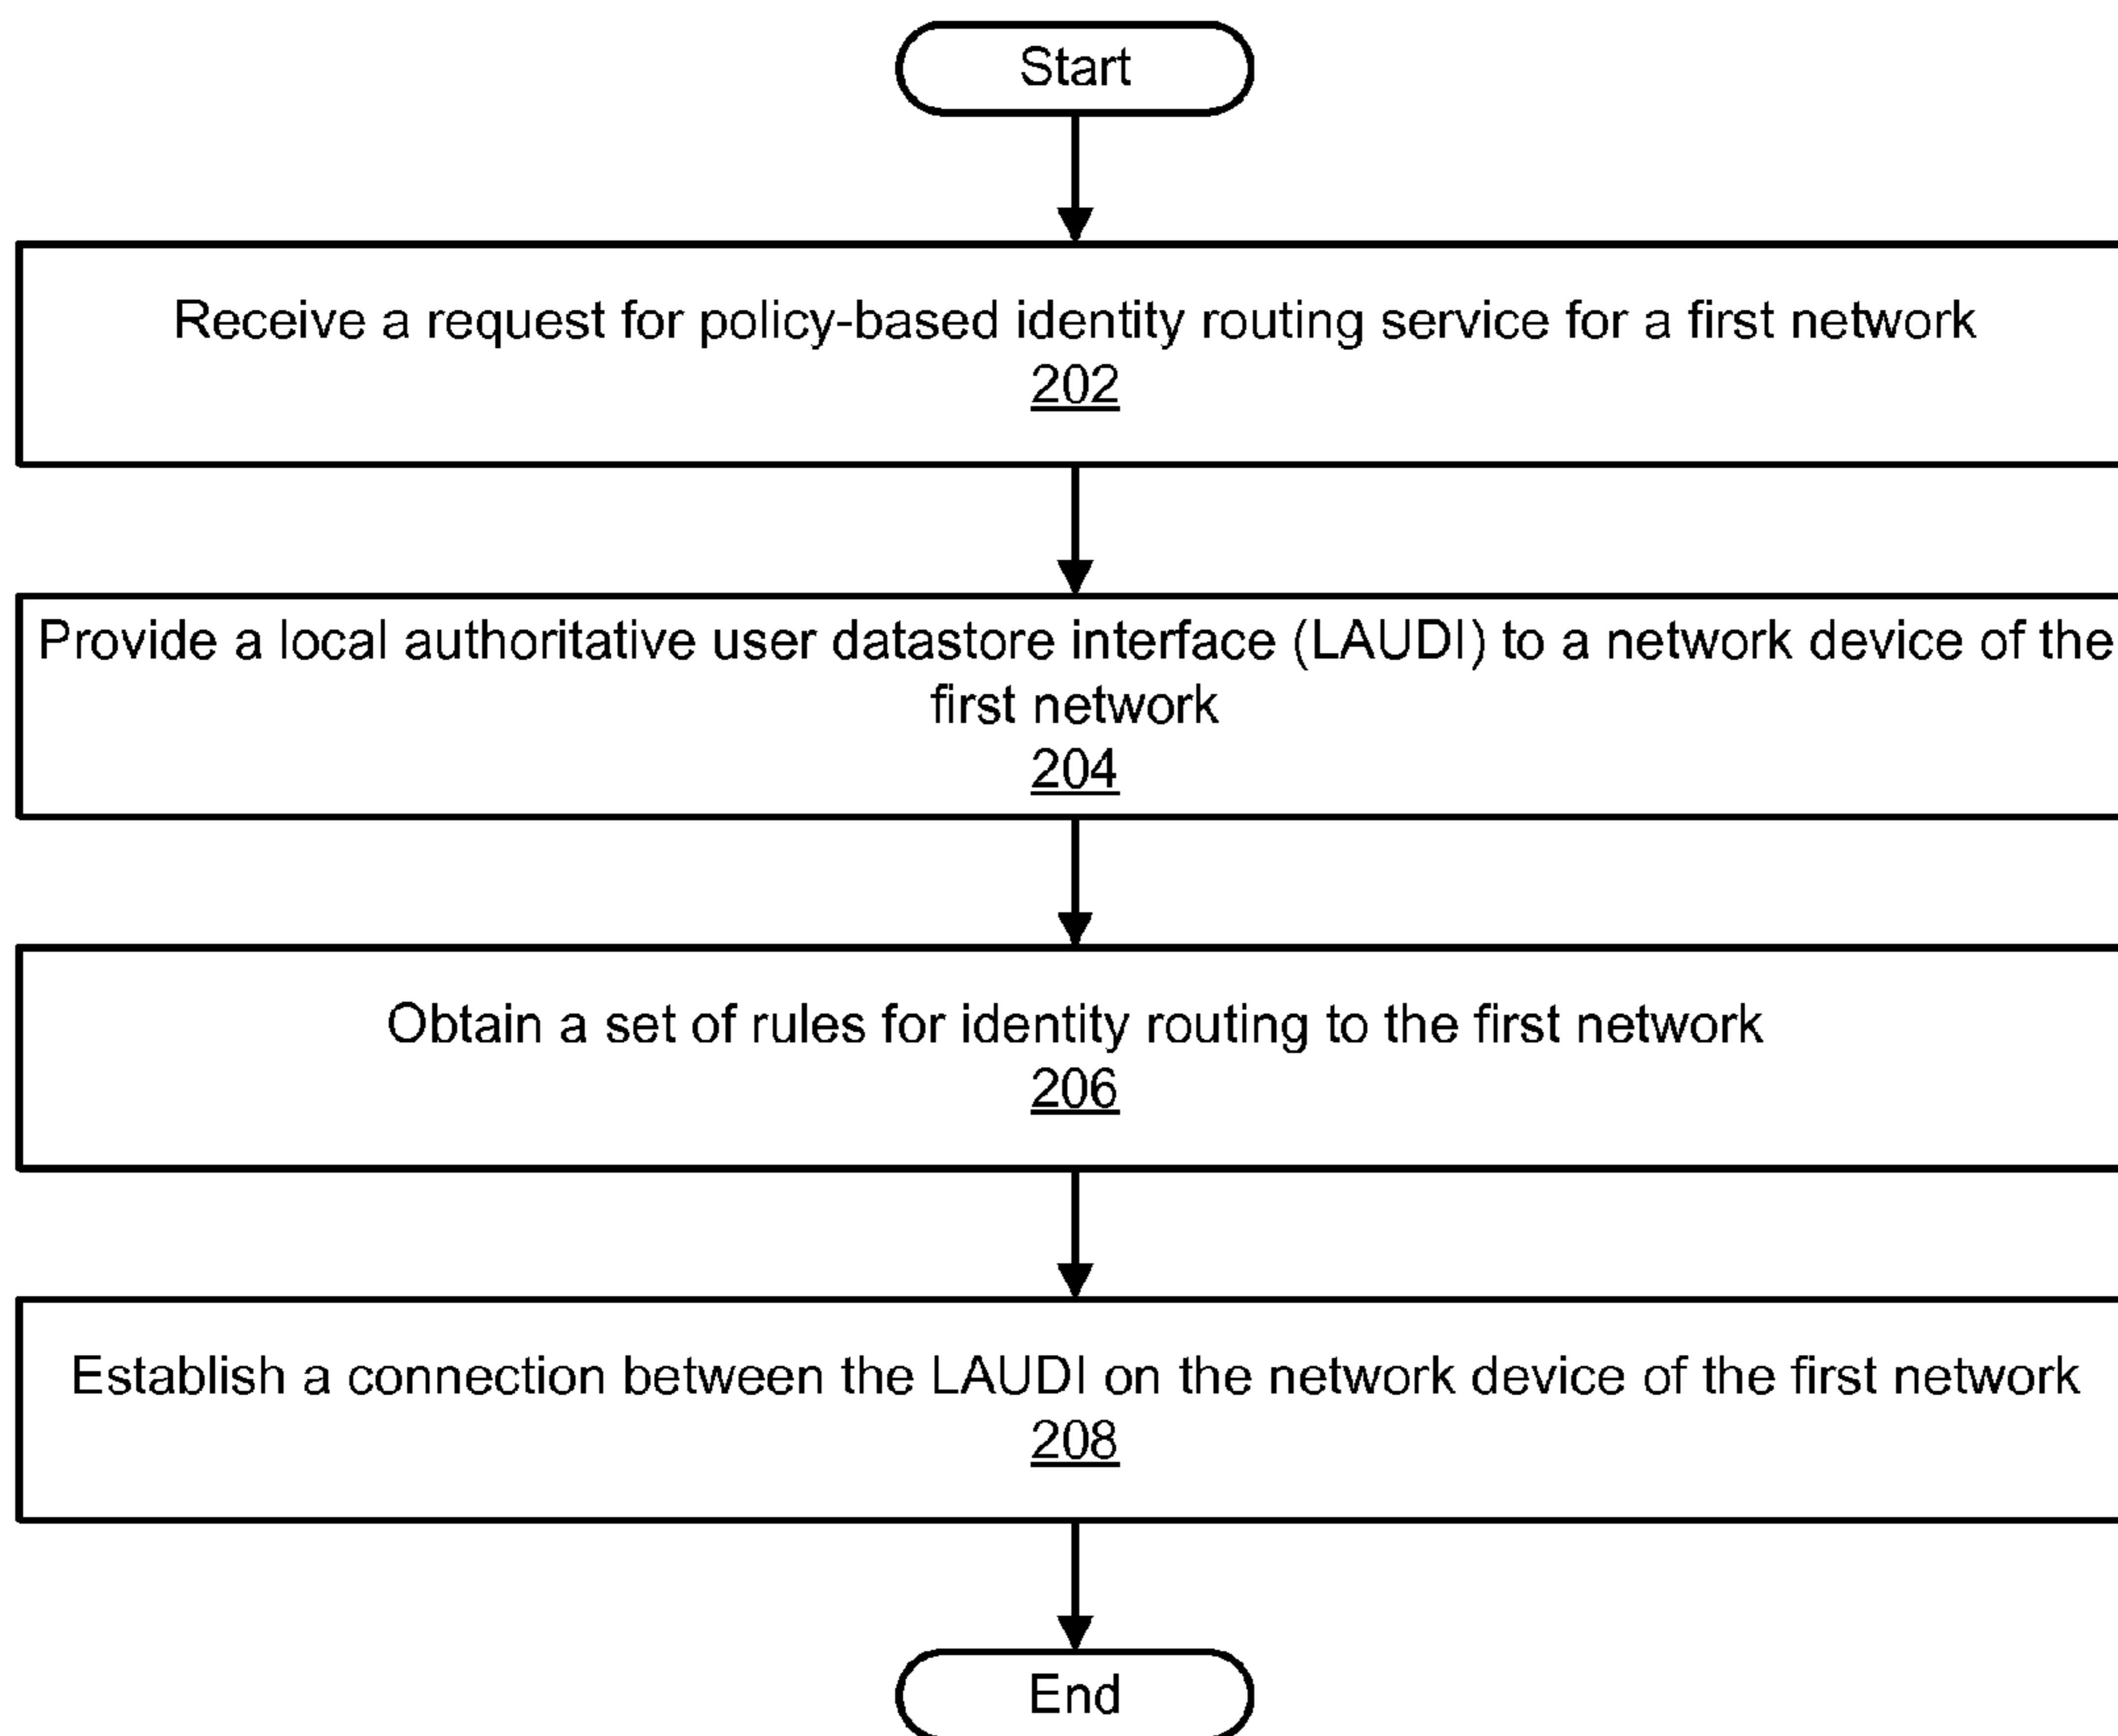 Start
Receive a request for policy-based identity routing service for a first network
202
Provide a local authoritative user datastore interface (LAUDI) to a network device of the
first network
204
Obtain a set of rules for identity routing to the first network
206
Establish a connection between the LAUDI on the network device of the first network
208
End